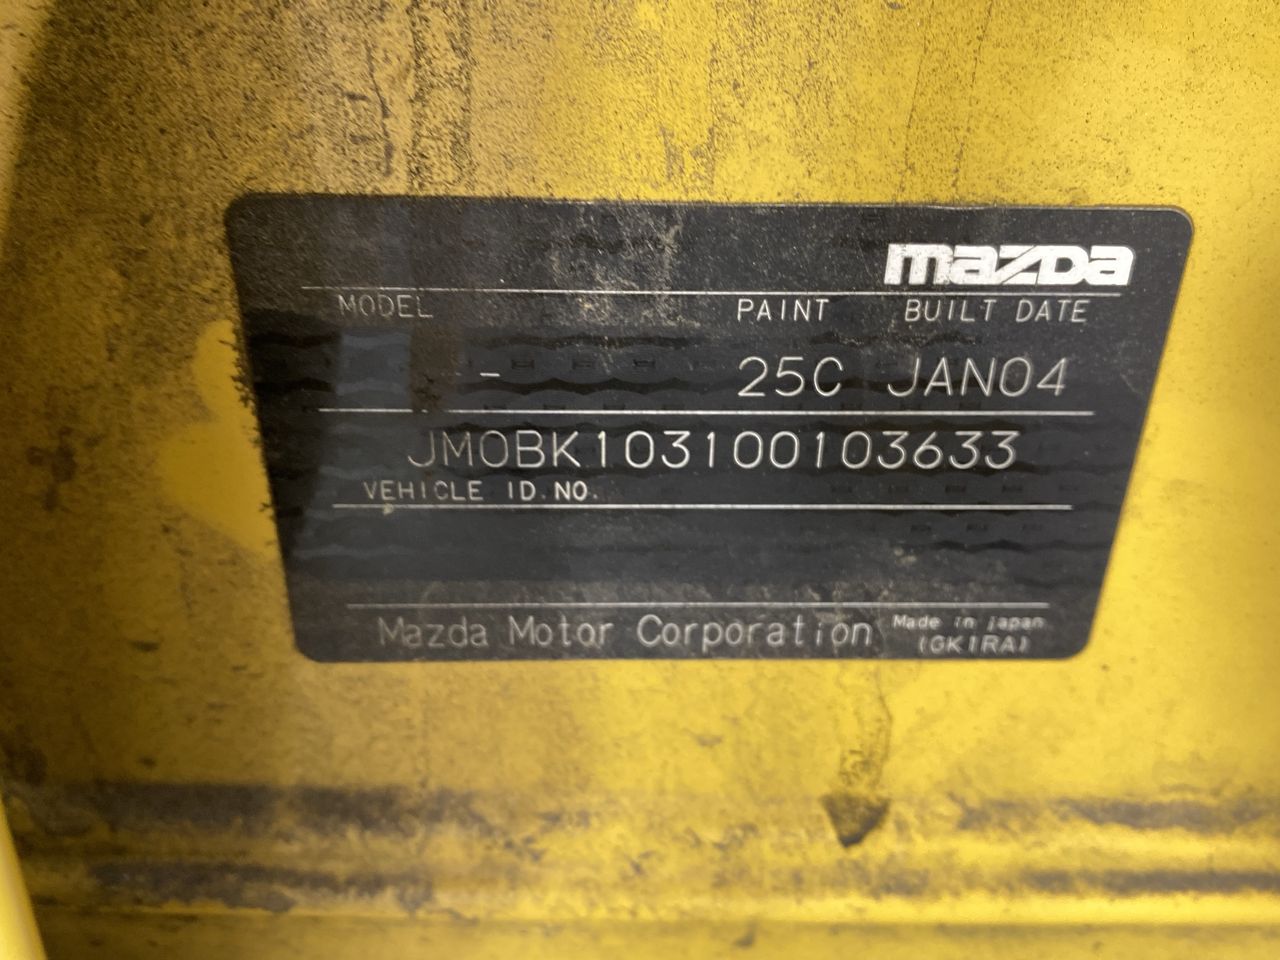 mazda
MODEL PAINT BUILT DATE
- 25C JAN04
JM0BK103100103633
VEHICLE ID.NO.
Mazda Motor Corporation Made in japan
(GK1RA)